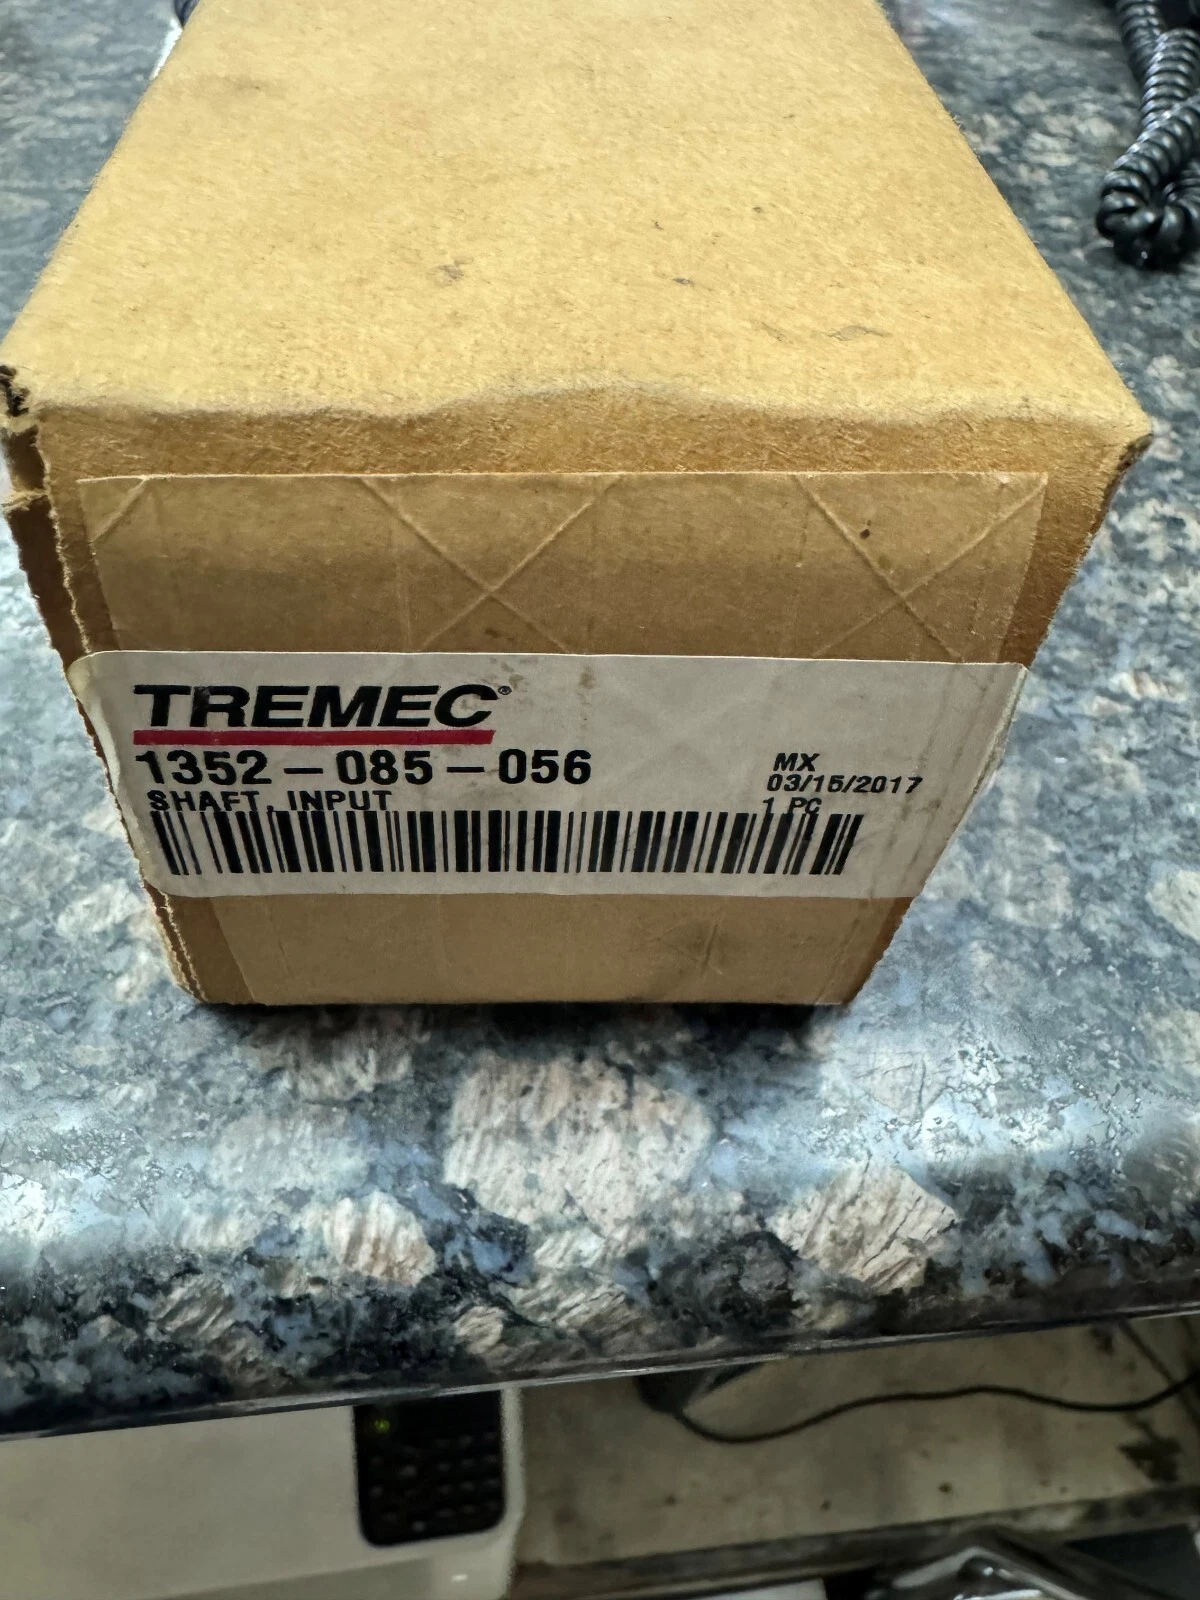 TREMEC®
1352-085-056
MX
03/15/2017
SHAFT, INPUT
1 PC